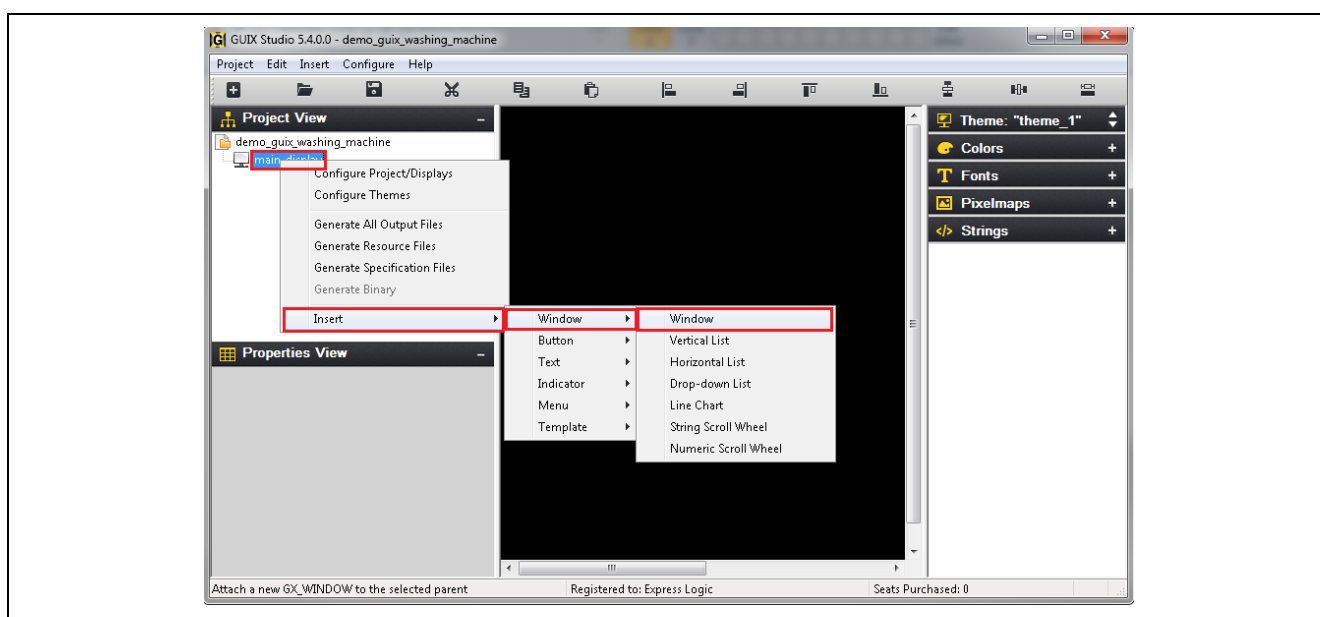 GUIX Studio 5.4.0.0 - demo_guix_washing_machine
Project Edit Insert Configure Help
Project View
demo_guix_washing_machine
main_display
Configure Project/Displays
Configure Themes
Generate All Output Files
Generate Resource Files
Generate Specification Files
Generate Binary
Insert
Window
Button
Text
Indicator
Menu
Template
Window
Vertical List
Horizontal List
Drop-down List
Line Chart
String Scroll Wheel
Numeric Scroll Wheel
Properties View
Theme: "theme_1"
Colors
Fonts
Pixelmaps
Strings
Attach a new GX_WINDOW to the selected parent
Registered to: Express Logic
Seats Purchased: 0